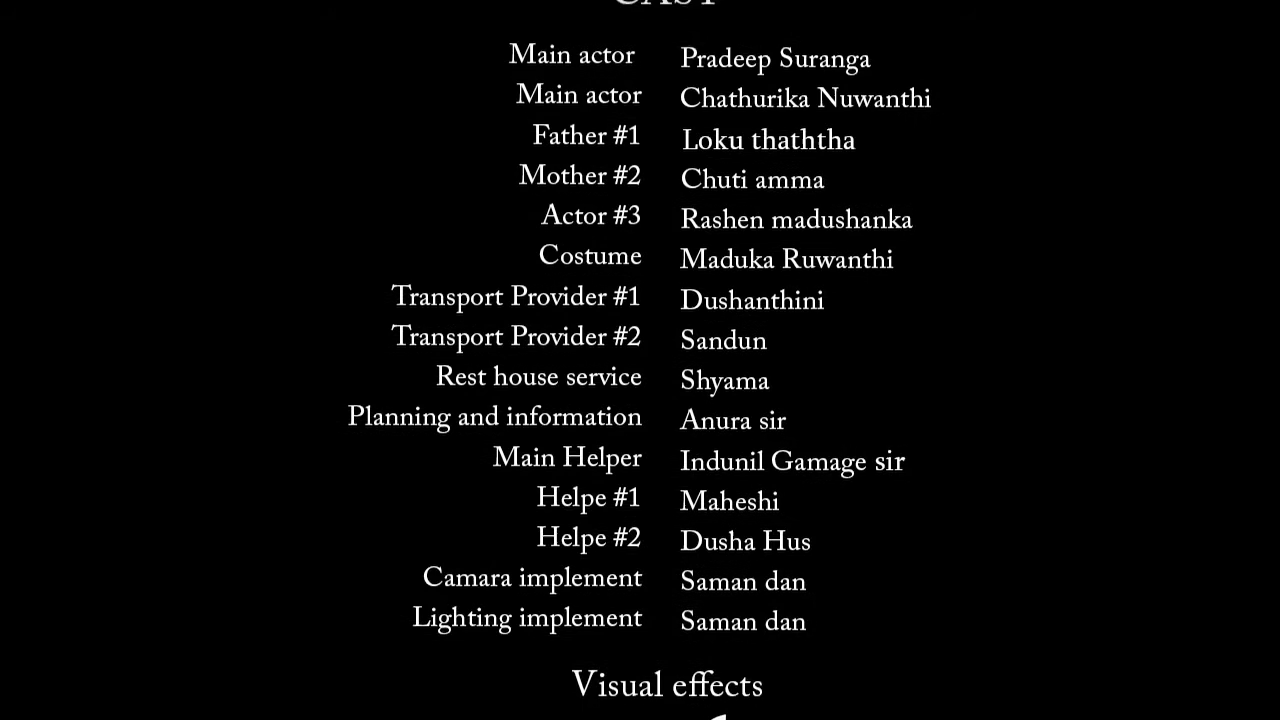 CAST
Main actor Pradeep Suranga
Main actor Chathurika Nuwanthi
Father #1 Loku thaththa
Mother #2 Chuti amma
Actor #3 Rashen madushanka
Costume Maduka Ruwanthi
Transport Provider #1 Dushanthini
Transport Provider #2 Sandun
Rest house service Shyama
Planning and information Anura sir
Main Helper Indunil Gamage sir
Helpe #1 Maheshi
Helpe #2 Dusha Hus
Camara implement Saman dan
Lighting implement Saman dan
Visual effects